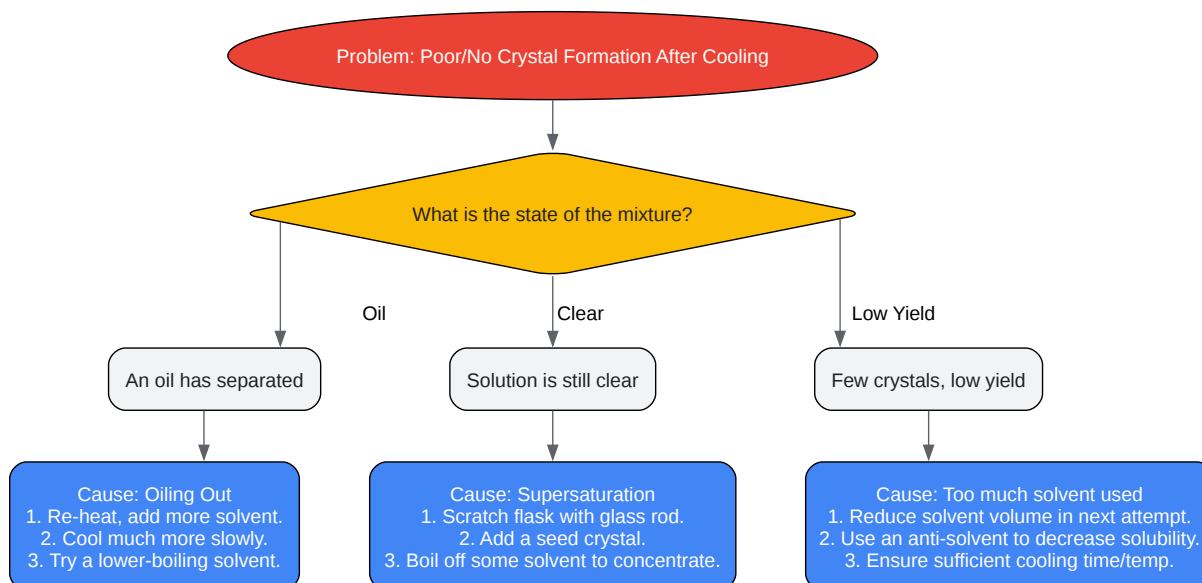 Problem: Poor/No Crystal Formation After Cooling
What is the state of the mixture?
Oil
Clear
Low Yield
An oil has separated
Solution is still clear
Few crystals, low yield
Cause: Oiling Out
1. Re-heat, add more solvent.
2. Cool much more slowly.
3. Try a lower-boiling solvent.
Cause: Supersaturation
1. Scratch flask with glass rod.
2. Add a seed crystal.
3. Boil off some solvent to concentrate.
Cause: Too much solvent used
1. Reduce solvent volume in next attempt.
2. Use an anti-solvent to decrease solubility.
3. Ensure sufficient cooling time/temp.